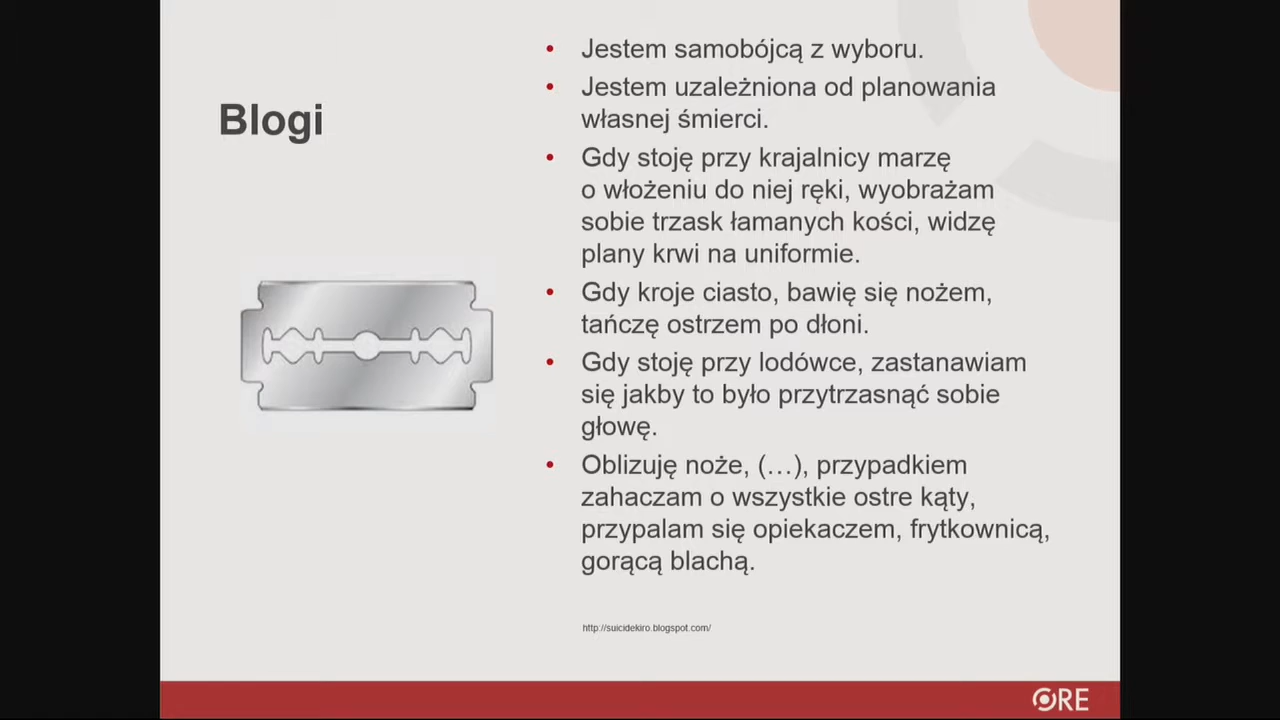 Blogi
Jestem samobójcą z wyboru.
Jestem uzależniona od planowania
własnej śmierci.
Gdy stoję przy krajalnicy marzę
o włożeniu do niej ręki, wyobrażam
sobie trzask łamanych kości, widzę
plany krwi na uniformie.
Gdy kroje ciasto, bawię się nożem,
tańczę ostrzem po dłoni.
Gdy stoję przy lodówce, zastanawiam
się jakby to było przytrzasnąć sobie
głowę.
Oblizuję noże, (…), przypadkiem
zahaczam o wszystkie ostre kąty,
przypalam się opiekaczem, frytkownicą,
gorącą blachą.
http://suicidekiro.blogspot.com/
ORE